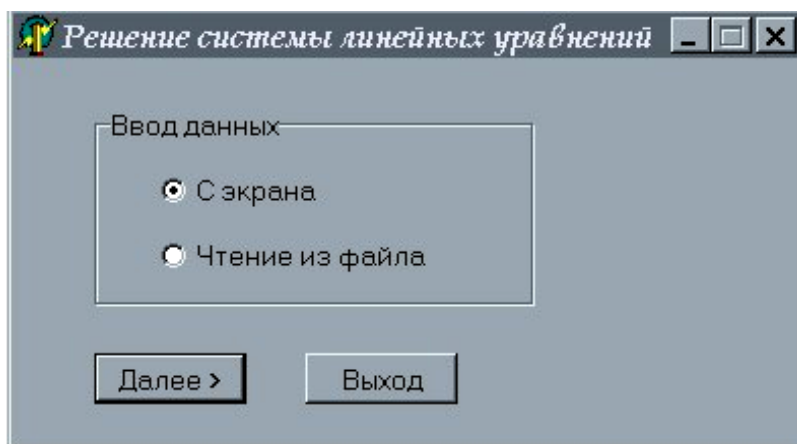 Решение системы линейных уравнений
Ввод данных
С экрана
Чтение из файла
Далее > Выход